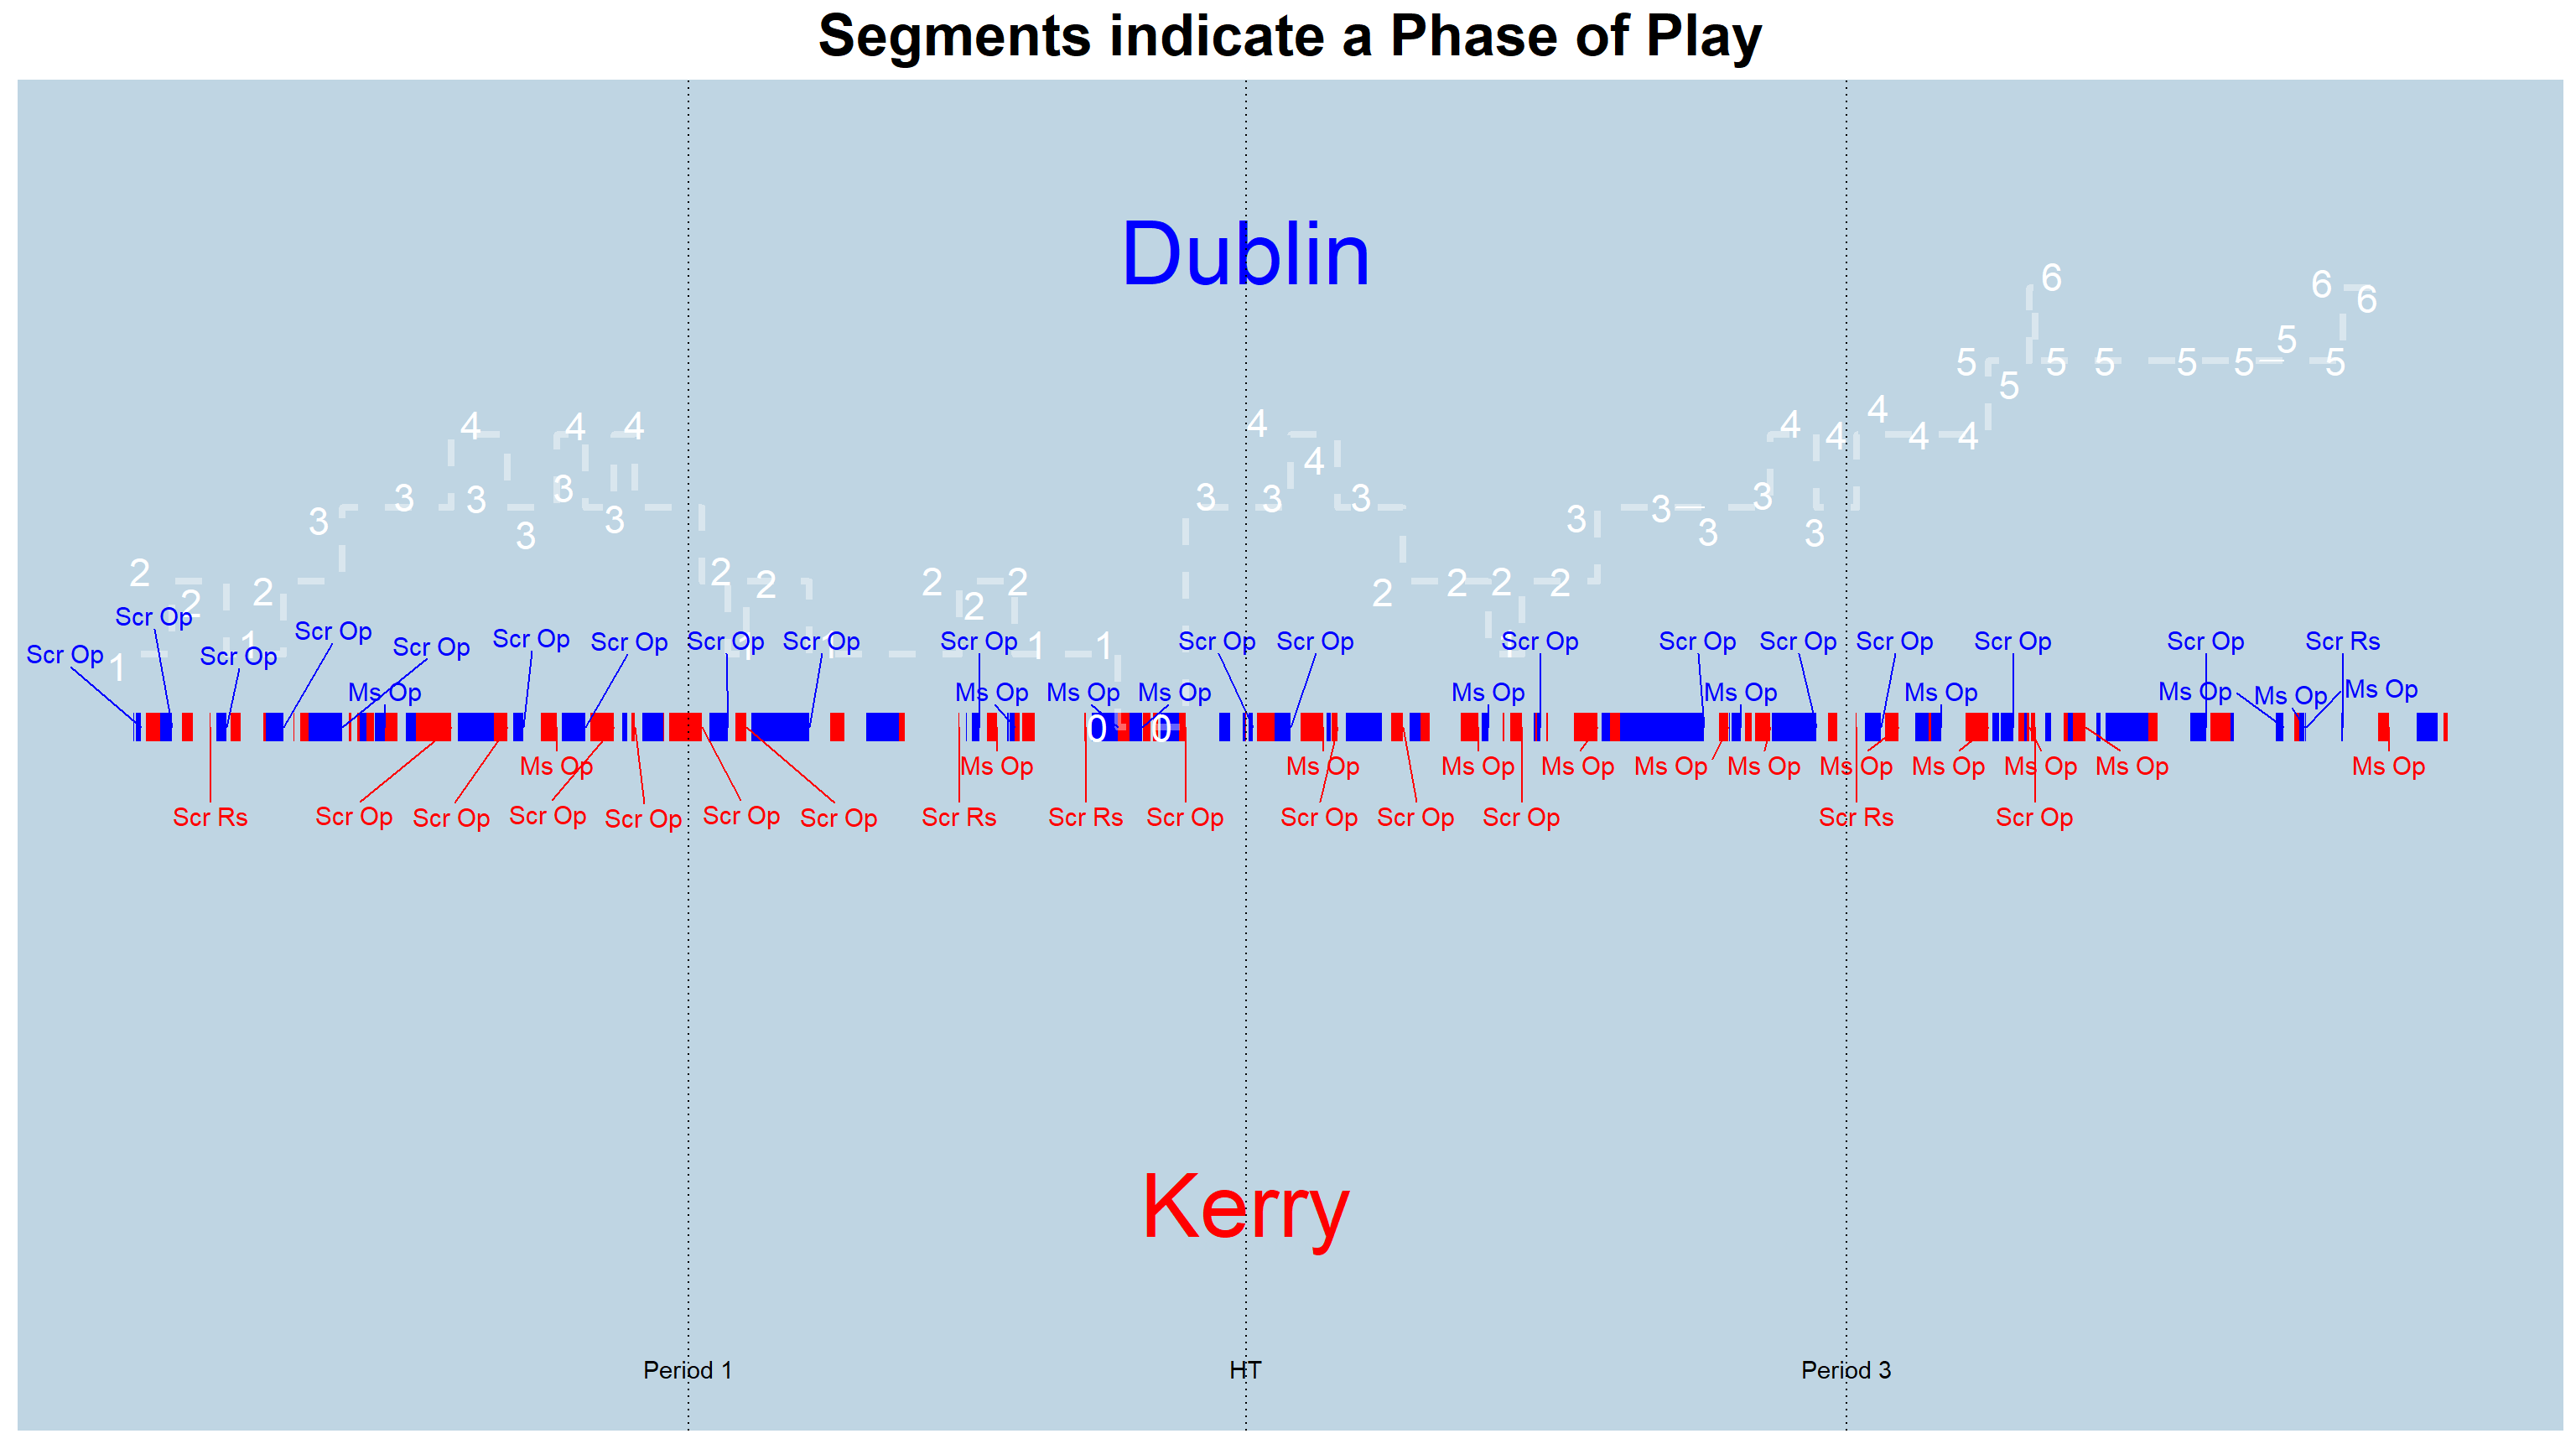 Segments indicate a Phase of Play
Dublin
6 6 6
5 5 5 5 5 5 5 5
4 4 4 4 4 4 4 4 4 4
3 3 3 3 3 3 3 3 3 3 3 3 3 3 3
2 2 2 2 2 2 2 2 2 2 2 2
1 1 1 1 1
Scr Op Scr Op Scr Op Scr Op Scr Op Scr Op Scr Op Scr Op Scr Op Scr Op Scr Op Scr Op Scr Op Scr Op Scr Op Scr Op Scr Op Scr Op Scr Rs
Ms Op Ms Op Ms Op Ms Op Ms Op Ms Op Ms Op Ms Op Ms Op Ms Op
0 0
Ms Op Ms Op Ms Op Ms Op Ms Op Ms Op Ms Op Ms Op Ms Op Ms Op Ms Op Ms Op
Scr Rs Scr Op Scr Op Scr Op Scr Op Scr Op Scr Op Scr Rs Scr Rs Scr Op Scr Op Scr Op Scr Op Scr Rs Scr Op
Kerry
Period 1 HT Period 3